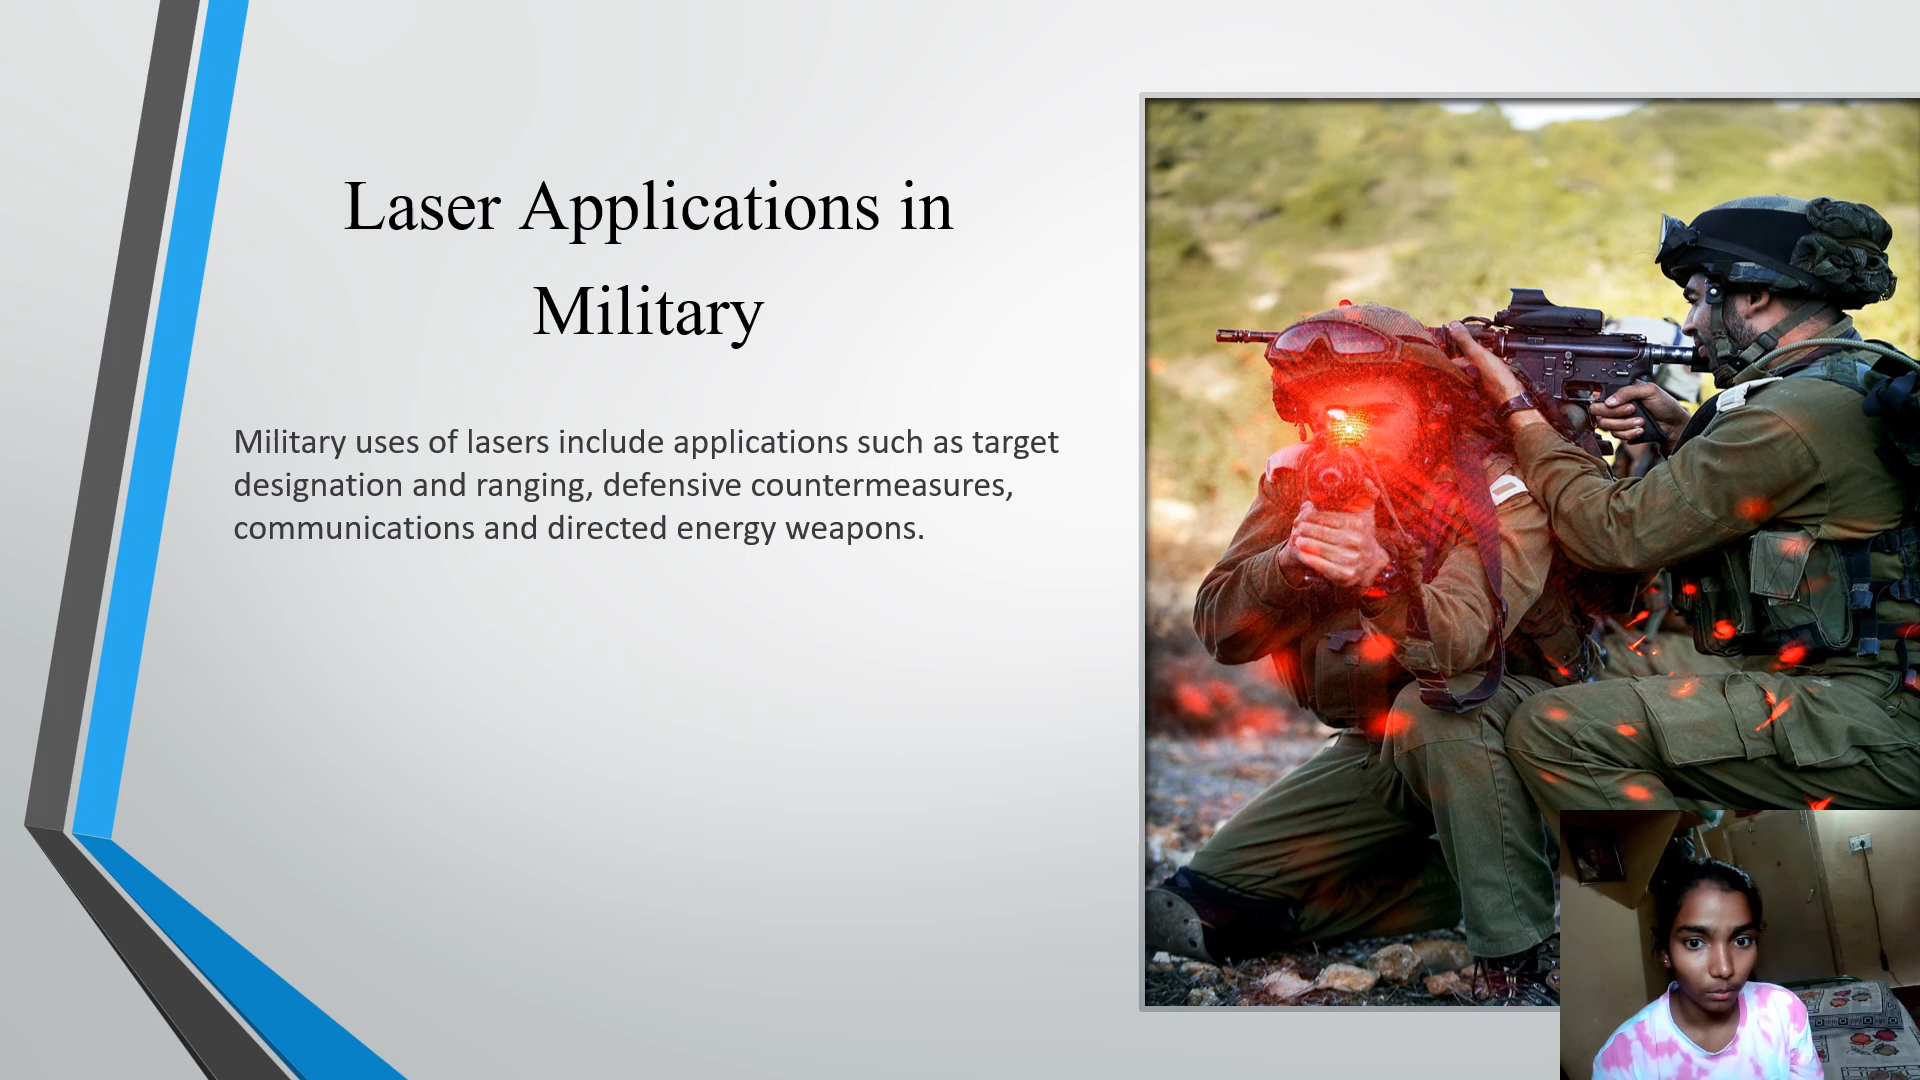 Laser Applications in
Military
Military uses of lasers include applications such as target
designation and ranging, defensive countermeasures,
communications and directed energy weapons.